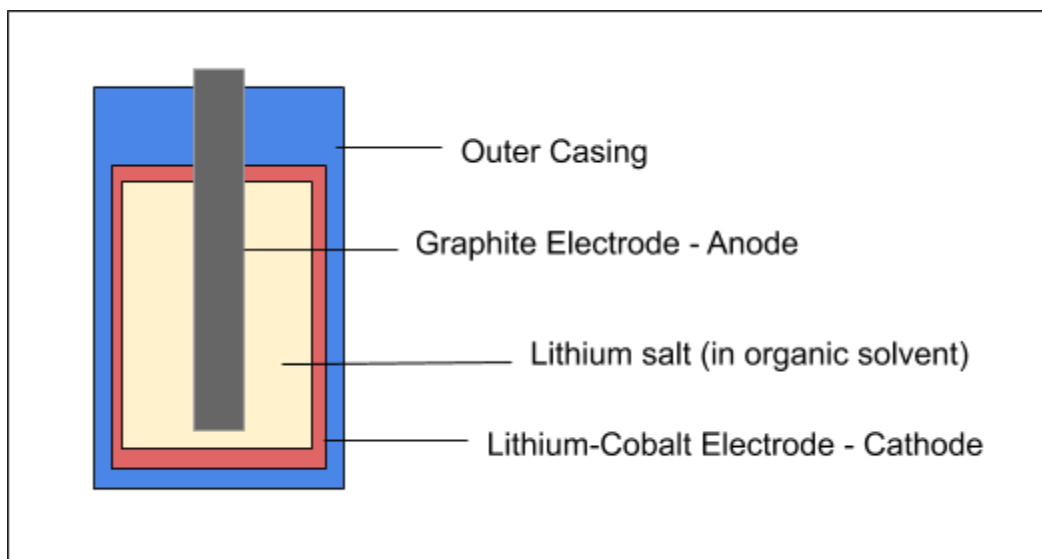 Outer Casing
Graphite Electrode - Anode
Lithium salt (in organic solvent)
Lithium-Cobalt Electrode - Cathode